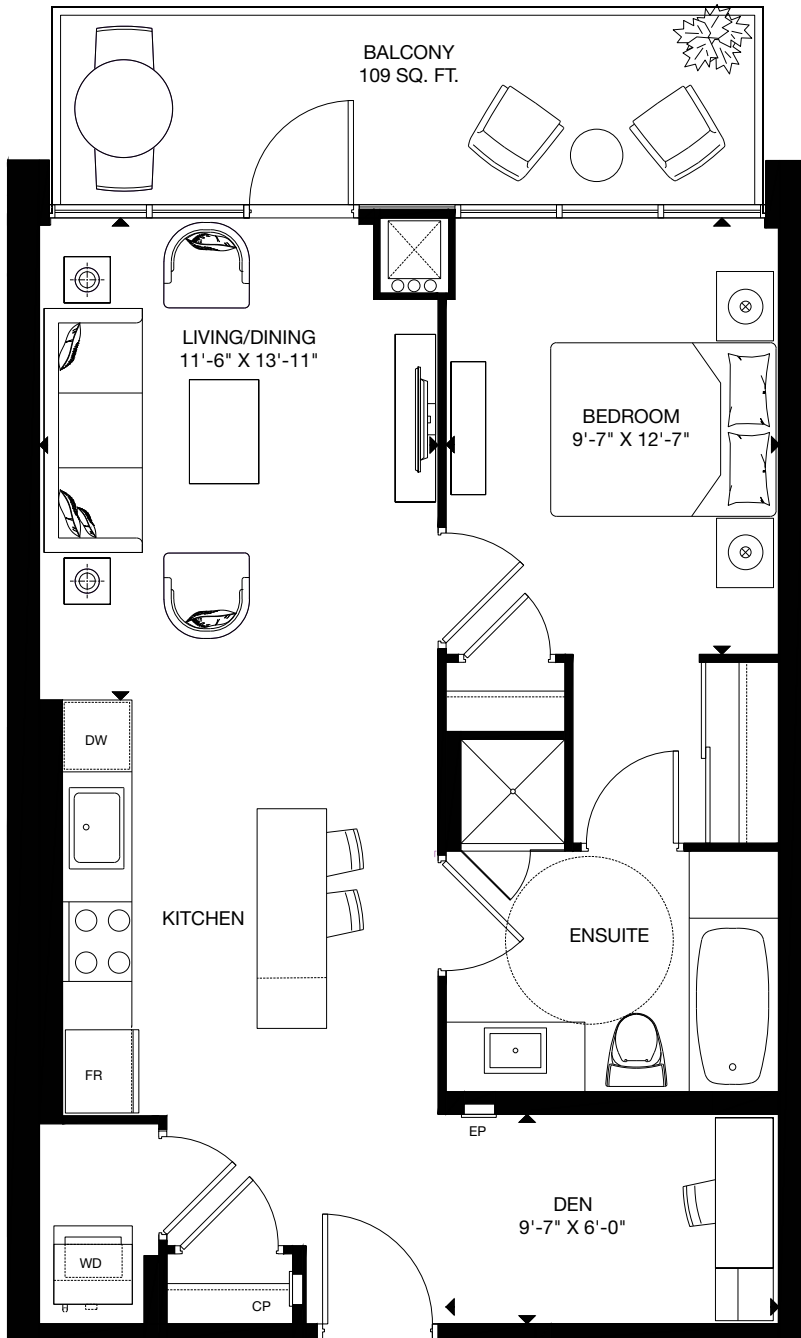 BALCONY
109 SQ. FT.
LIVING/DINING
11'-6" X 13'-11"
BEDROOM
9'-7" X 12'-7"
DW
KITCHEN
ENSUITE
FR
EP
DEN
9'-7" X 6'-0"
WD
CP